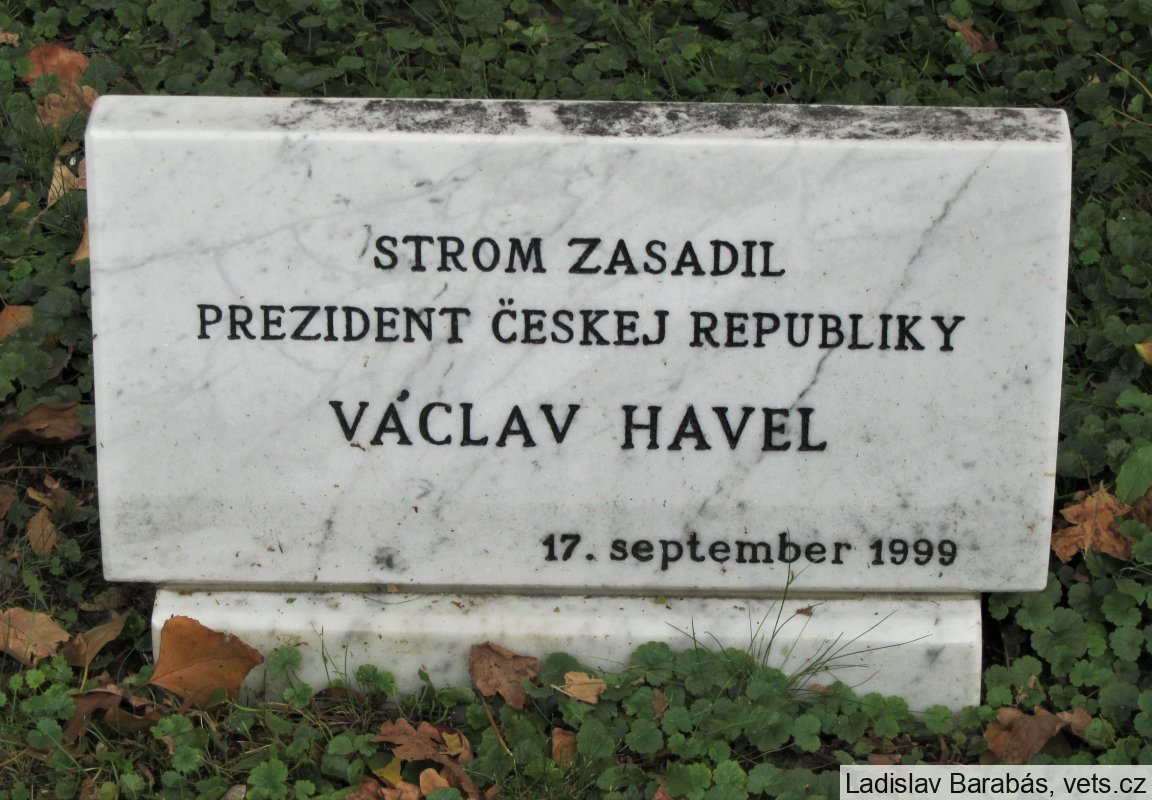 STROM ZASADIL
PREZIDENT ČESKEJ REPUBLIKY
VÁCLAV HAVEL
17. september 1999
Ladislav Barabás, vets.cz